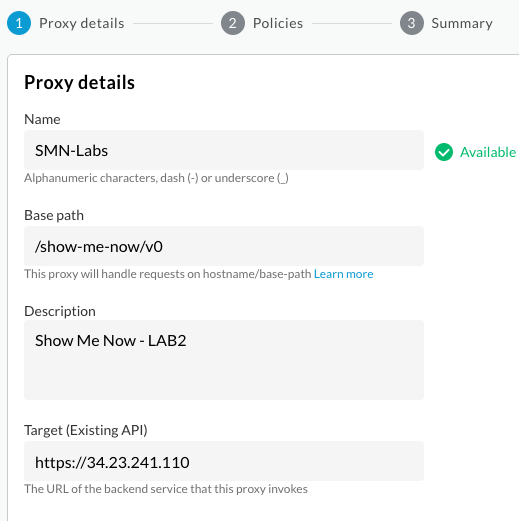 1 Proxy details 2 Policies 3 Summary
Proxy details
Name
SMN-Labs Available
Alphanumeric characters, dash (-) or underscore (_)
Base path
/show-me-now/v0
This proxy will handle requests on hostname/base-path Learn more
Description
Show Me Now - LAB2
Target (Existing API)
https://34.23.241.110
The URL of the backend service that this proxy invokes